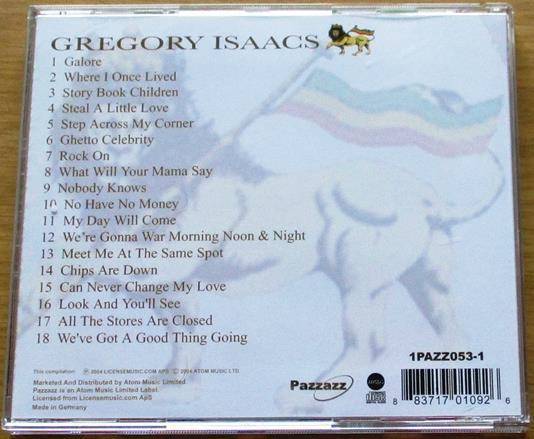 GREGORY ISAACS
1 Galore
2 Where I Once Lived
3 Story Book Children
4 Steal A Little Love
5 Step Across My Corner
6 Ghetto Celebrity
7 Rock On
8 What Will Your Mama Say
9 Nobody Knows
10 No Have No Money
11 My Day Will Come
12 We're Gonna War Morning Noon & Night
13 Meet Me At The Same Spot
14 Chips Are Down
15 Can Never Change My Love
16 Look And You'll See
17 All The Stores Are Closed
18 We've Got A Good Thing Going
This compilation: ℗ 2004 LICENSEMUSIC.COM APS © 2004 ATOM MUSIC LTD
Marketed And Distributed by Atom Music Limited
Pazzazz is an Atom Music Limited Label.
Licensed from Licensemusic.com ApS
Made in Germany
Pazzazz
1PAZZ053-1
8 83717 01092 6